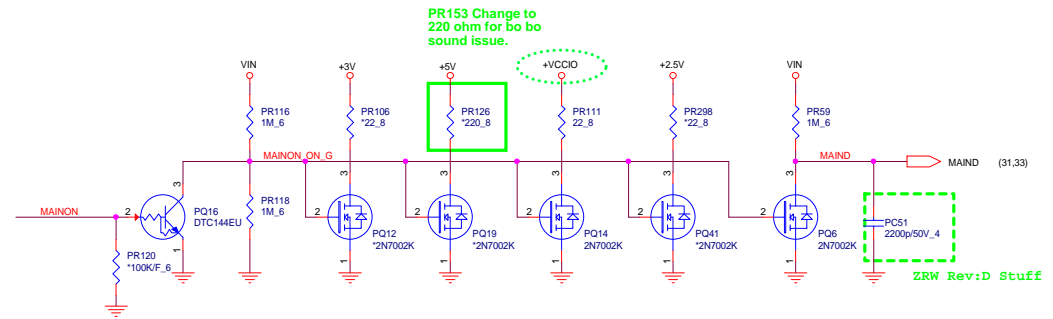 PR153 Change to
220 ohm for bo bo
sound issue.
VIN
+3V
+5V
+VCCIO
+2.5V
VIN
PR116
1M_6
PR106
*22_8
PR126
*220_8
PR111
22_8
PR298
*22_8
PR59
1M_6
MAINON_ON_G
MAIND
MAIND
(31,33)
3
3
3
3
3
3
MAINON
2
PQ16
DTC144EU
PR118
1M_6
2
2
2
2
2
PQ12
*2N7002K
PQ19
*2N7002K
PQ14
2N7002K
PQ41
*2N7002K
PQ6
2N7002K
PC51
2200p/50V_4
1
1
1
1
1
1
PR120
*100K/F_6
ZRW Rev:D Stuff